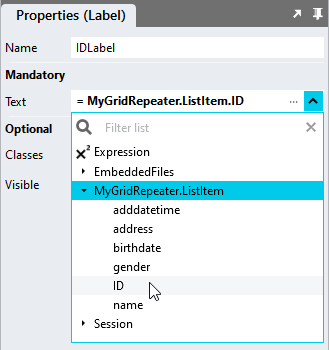 Properties (Label)
Name IDLabel
Mandatory
Text = MyGridRepeater.ListItem.ID ...
Optional
Filter list
Classes
x² Expression
EmbeddedFiles
Visible
MyGridRepeater.ListItem
adddatetime
address
birthdate
gender
ID
name
Session